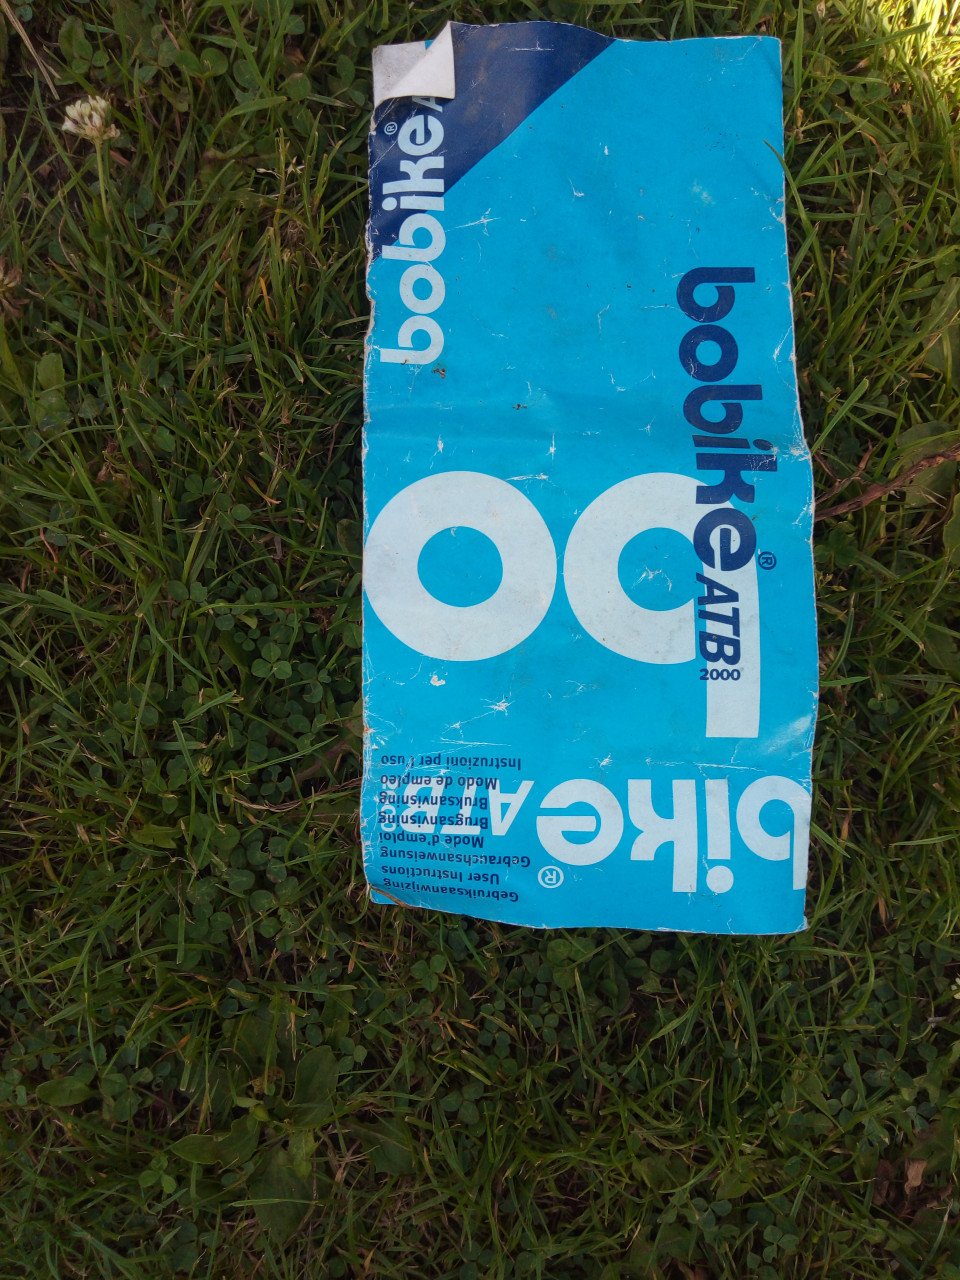 bobike® A
bobike®ATB
2000
bo
bike® A
Gebruiksaanwijzing
User Instructions
Gebrauchsanweisung
Mode d'emploi
Brugsanvisning
Bruksanvisning
Modo de empleo
Instruzioni per l'uso